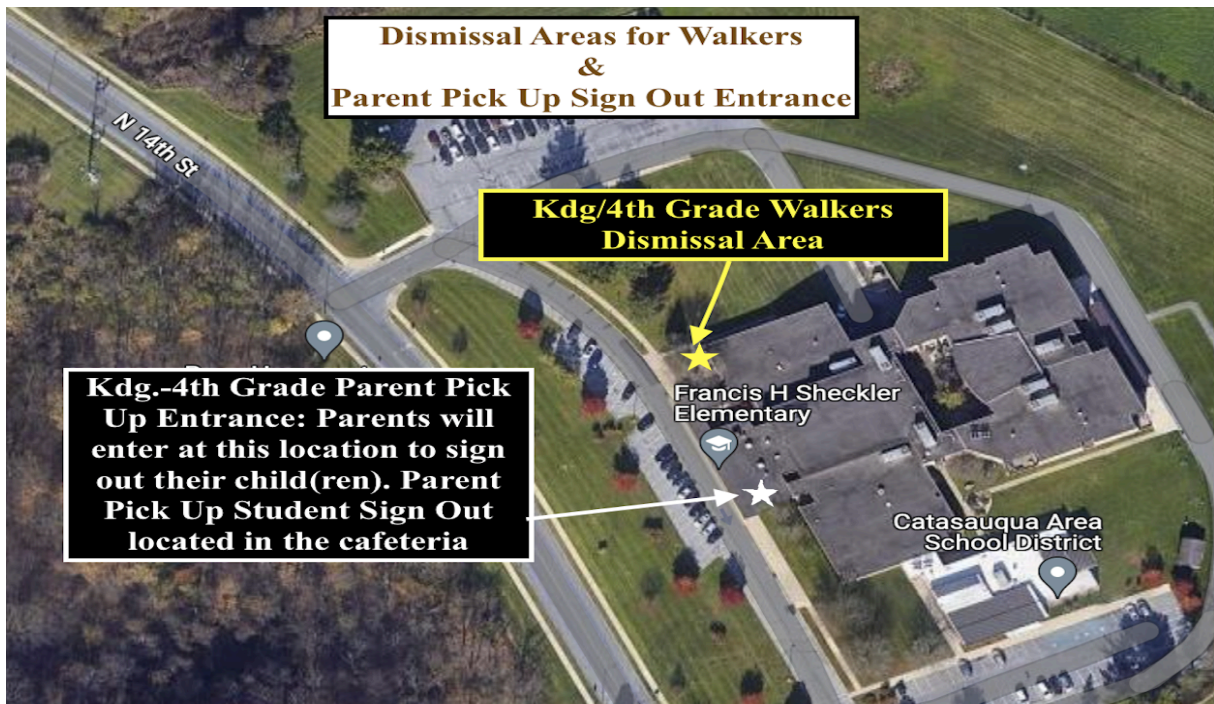 Dismissal Areas for Walkers
&
Parent Pick Up Sign Out Entrance
N 14th St
Kdg/4th Grade Walkers
Dismissal Area
Kdg.-4th Grade Parent Pick
Up Entrance: Parents will
enter at this location to sign
out their child(ren). Parent
Pick Up Student Sign Out
located in the cafeteria
Francis H Sheckler
Elementary
Catasauqua Area
School District